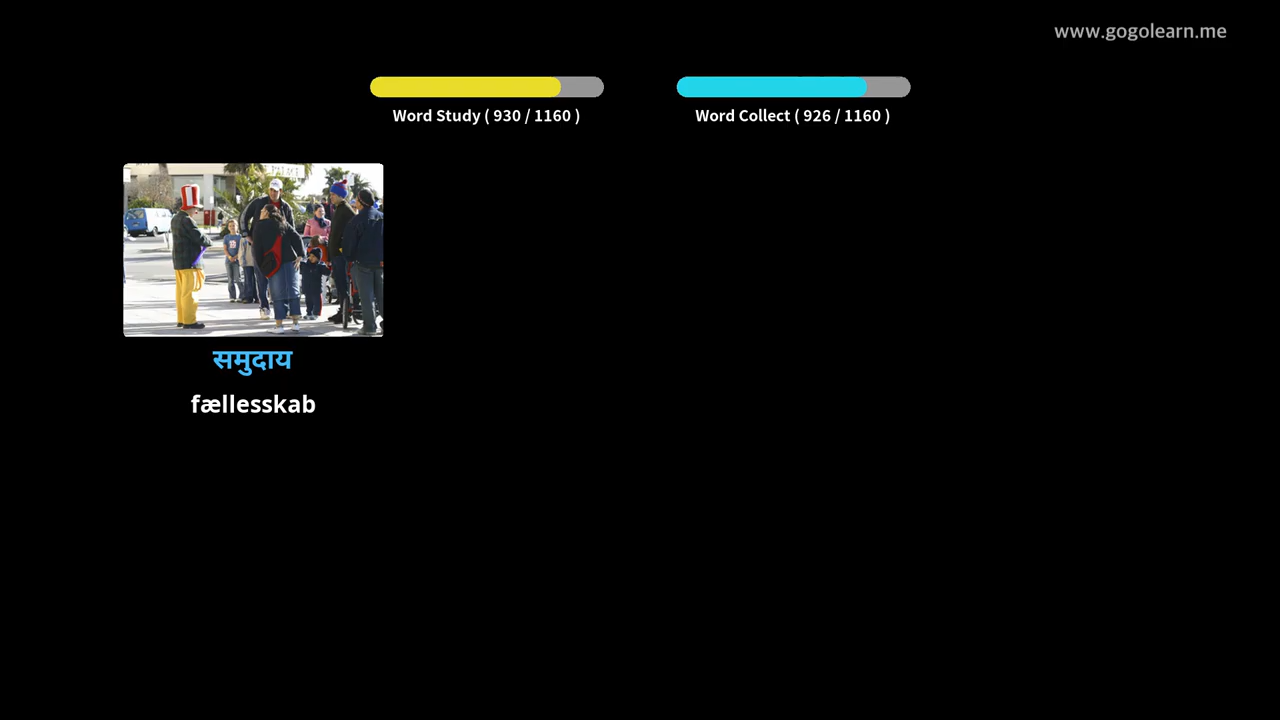 www.gogolearn.me
Word Study ( 930 / 1160 )
Word Collect ( 926 / 1160 )
समुदाय
fællesskab